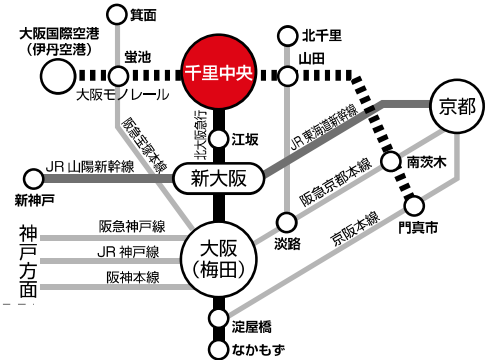 箕面
大阪国際空港
（伊丹空港）
蛍池
北千里
山田
千里中央
大阪モノレール
京都
阪急宝塚本線
北大阪急行
江坂
JR 東海道新幹線
JR 山陽新幹線
新大阪
南茨木
新神戸
阪急京都本線
門真市
淡路
京阪本線
神戸方面
阪急神戸線
JR 神戸線
阪神本線
大阪
（梅田）
淀屋橋
なかもず